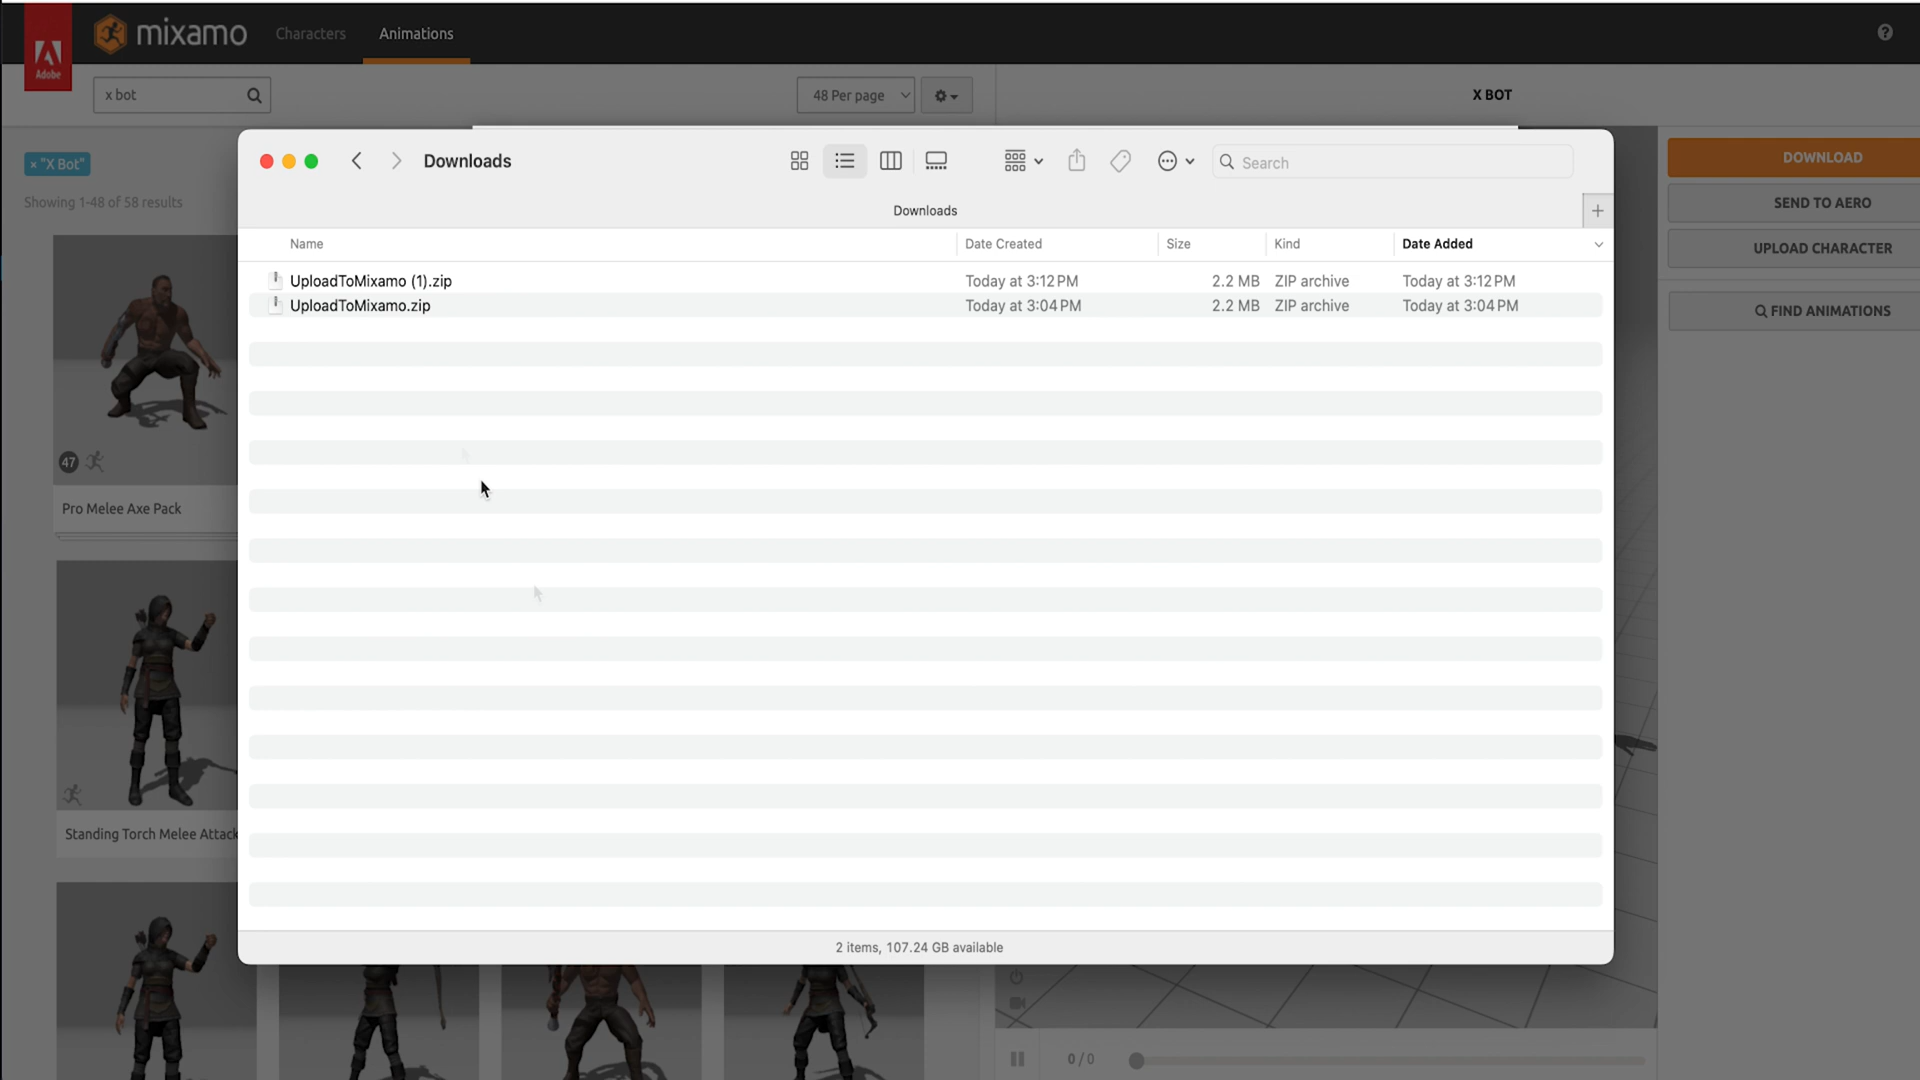 Adobe
mixamo
Characters
Animations
x bot
48 Per page
X BOT
× "X Bot"
Showing 1-48 of 58 results
47
Pro Melee Axe Pack
Standing Torch Melee Attack
Downloads
Search
Downloads
Name Date Created Size Kind Date Added
UploadToMixamo (1).zip Today at 3:12 PM 2.2 MB ZIP archive Today at 3:12 PM
UploadToMixamo.zip Today at 3:04 PM 2.2 MB ZIP archive Today at 3:04 PM
2 items, 107.24 GB available
DOWNLOAD
SEND TO AERO
UPLOAD CHARACTER
FIND ANIMATIONS
0 / 0